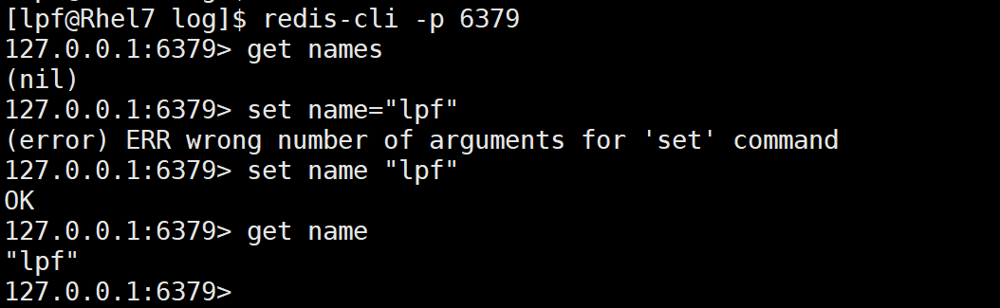 [lpf@Rhel7 log]$ redis-cli -p 6379
127.0.0.1:6379> get names
(nil)
127.0.0.1:6379> set name="lpf"
(error) ERR wrong number of arguments for 'set' command
127.0.0.1:6379> set name "lpf"
OK
127.0.0.1:6379> get name
"lpf"
127.0.0.1:6379>